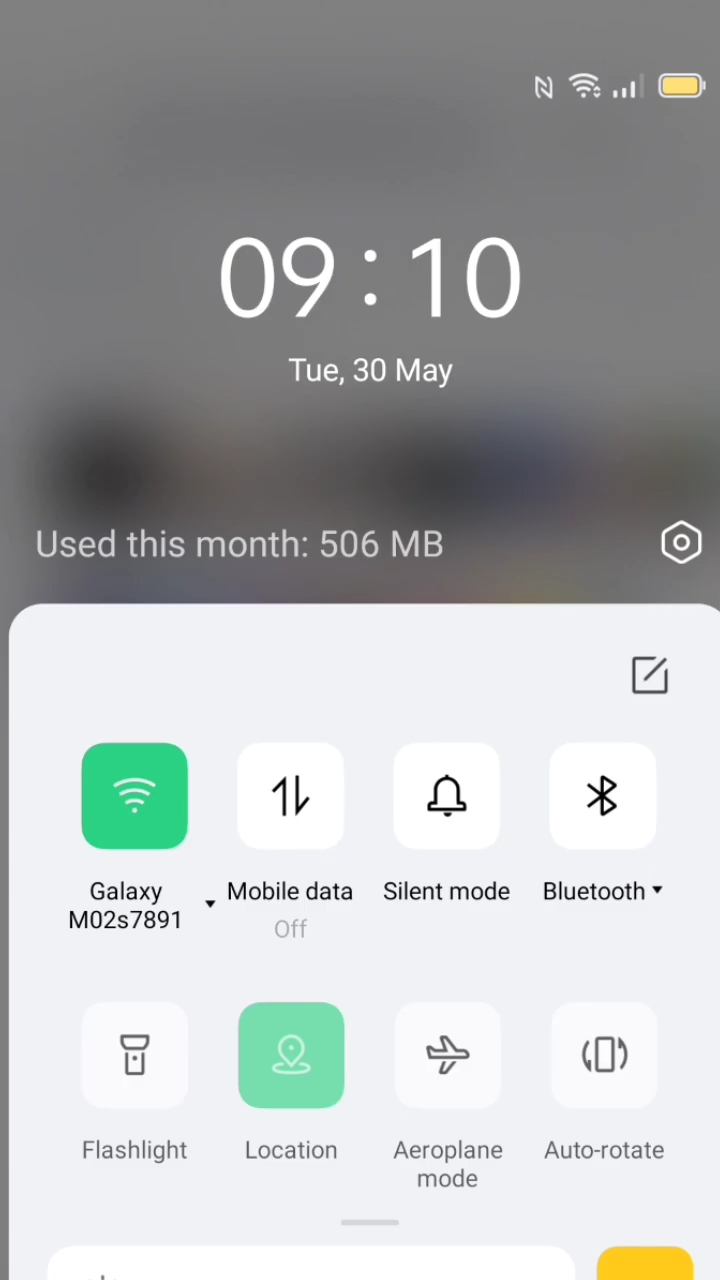 09:10
Tue, 30 May
Used this month: 506 MB
Galaxy
M02s7891
Mobile data
Off
Silent mode
Bluetooth
Flashlight
Location
Aeroplane
mode
Auto-rotate